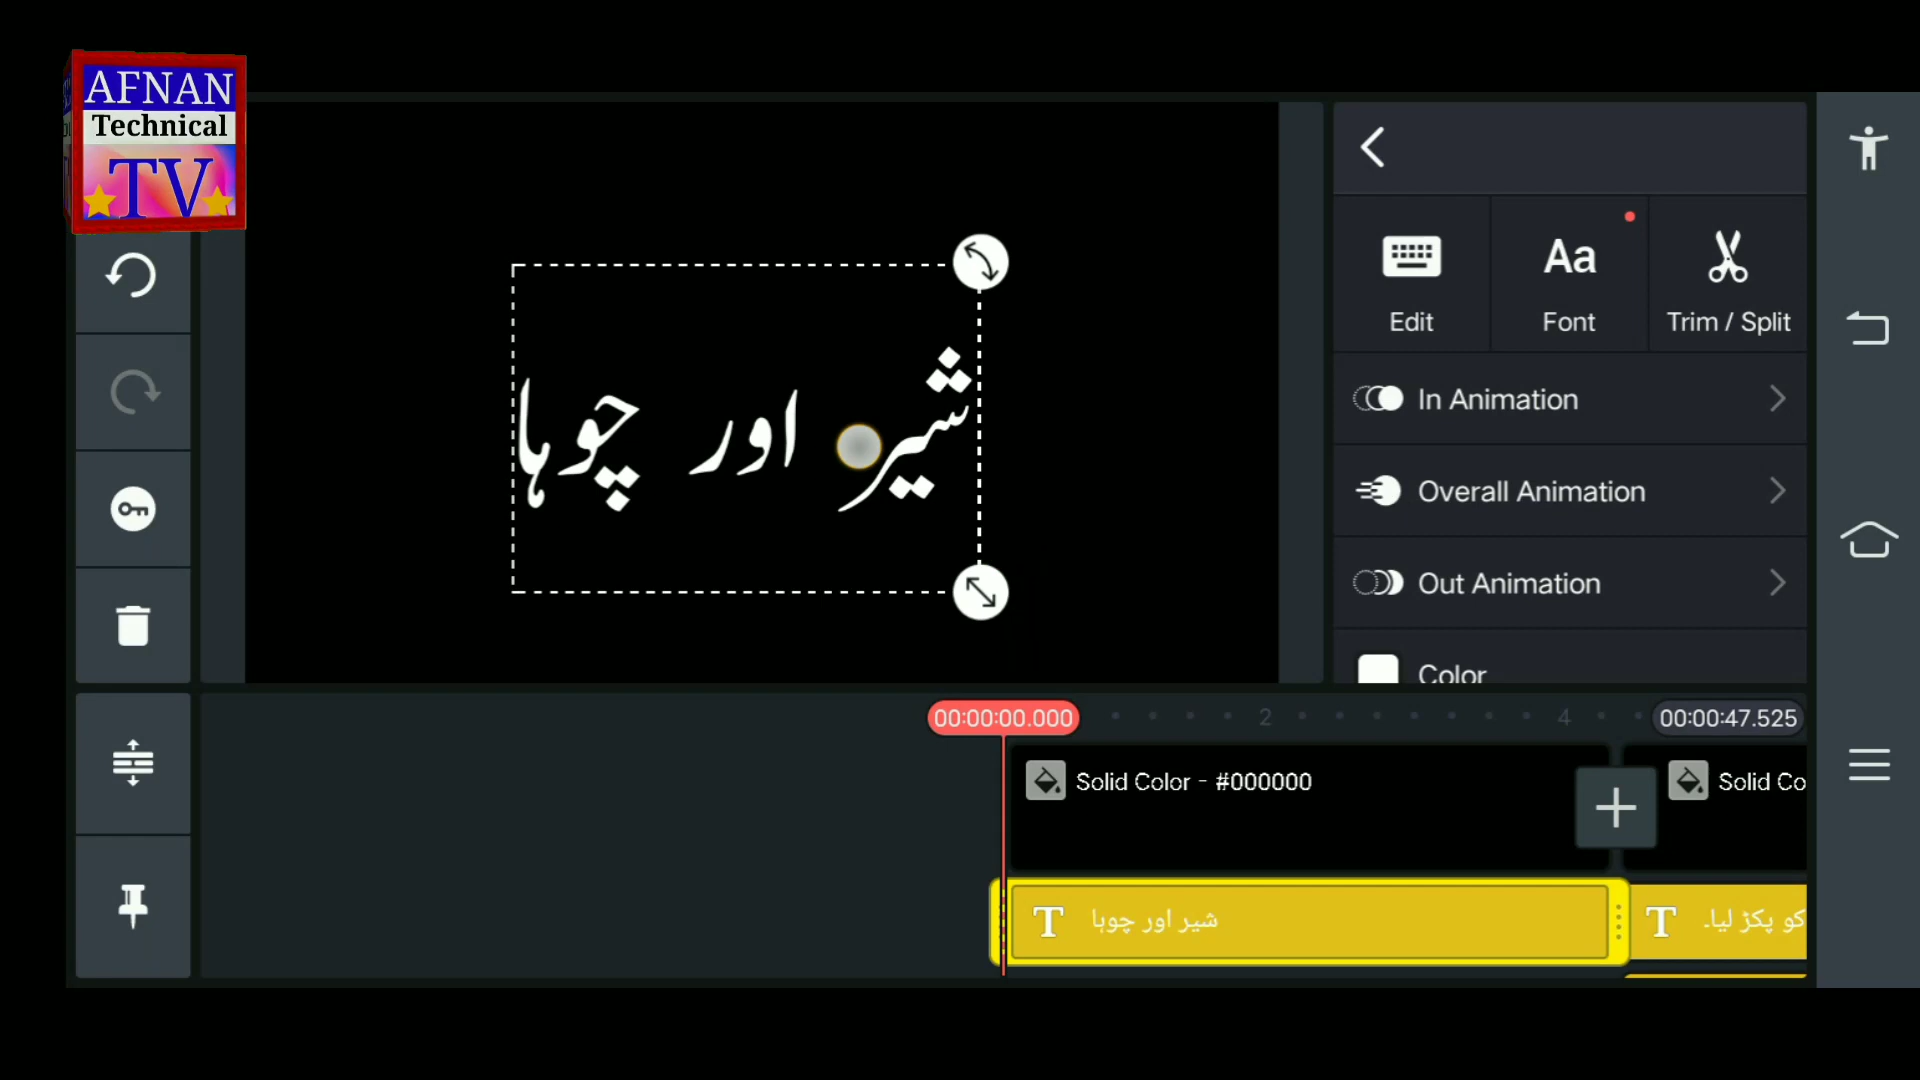 AFNAN
Technical
TV
شیر اور چوہا
Edit
Aa
Font
Trim / Split
In Animation
Overall Animation
Out Animation
Color
00:00:00.000
2
4
00:00:47.525
Solid Color - #000000
Solid Co
T شیر اور چوہا
T کو پکڑ لیا۔